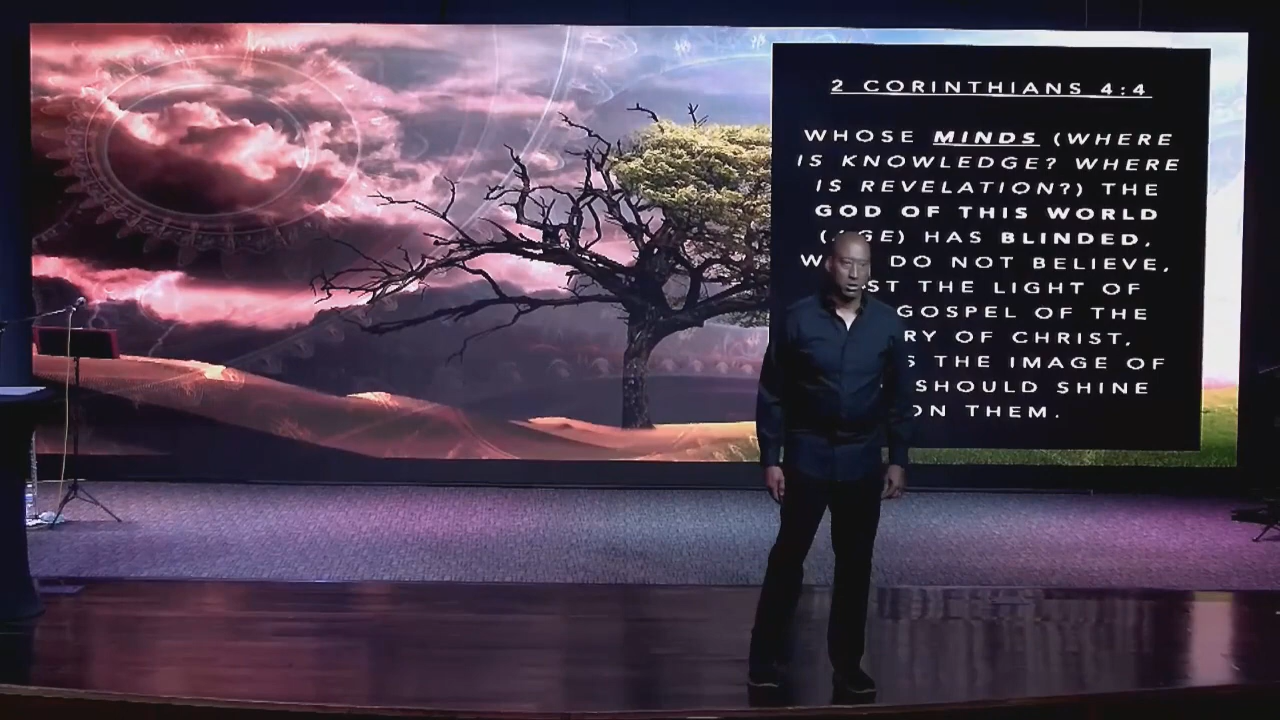 2 CORINTHIANS 4:4
WHOSE MINDS (WHERE
IS KNOWLEDGE? WHERE
IS REVELATION?) THE
GOD OF THIS WORLD
(AGE) HAS BLINDED,
DO NOT BELIEVE,
THE LIGHT OF
GOSPEL OF THE
OF CHRIST,
THE IMAGE OF
SHOULD SHINE
THEM.